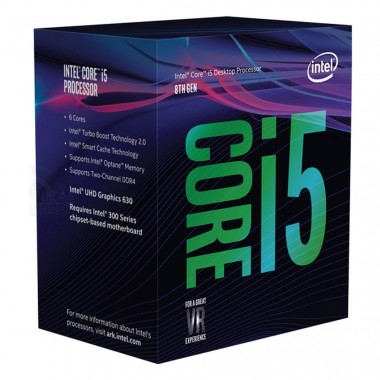 INTEL® CORE™ i5
PROCESSOR
• 6 Cores
• Intel® Turbo Boost Technology 2.0
• Intel® Smart Cache Technology
• Supports Intel® Optane™ Memory
• Supports Two-Channel DDR4
Intel® UHD Graphics 630
Requires Intel® 300 Series
chipset-based motherboard
For more information about Intel's
processors, visit ark.intel.com
Intel® Core™ i5 Desktop Processor
8TH GEN
intel
CORE i5
FOR A GREAT
VR
EXPERIENCE